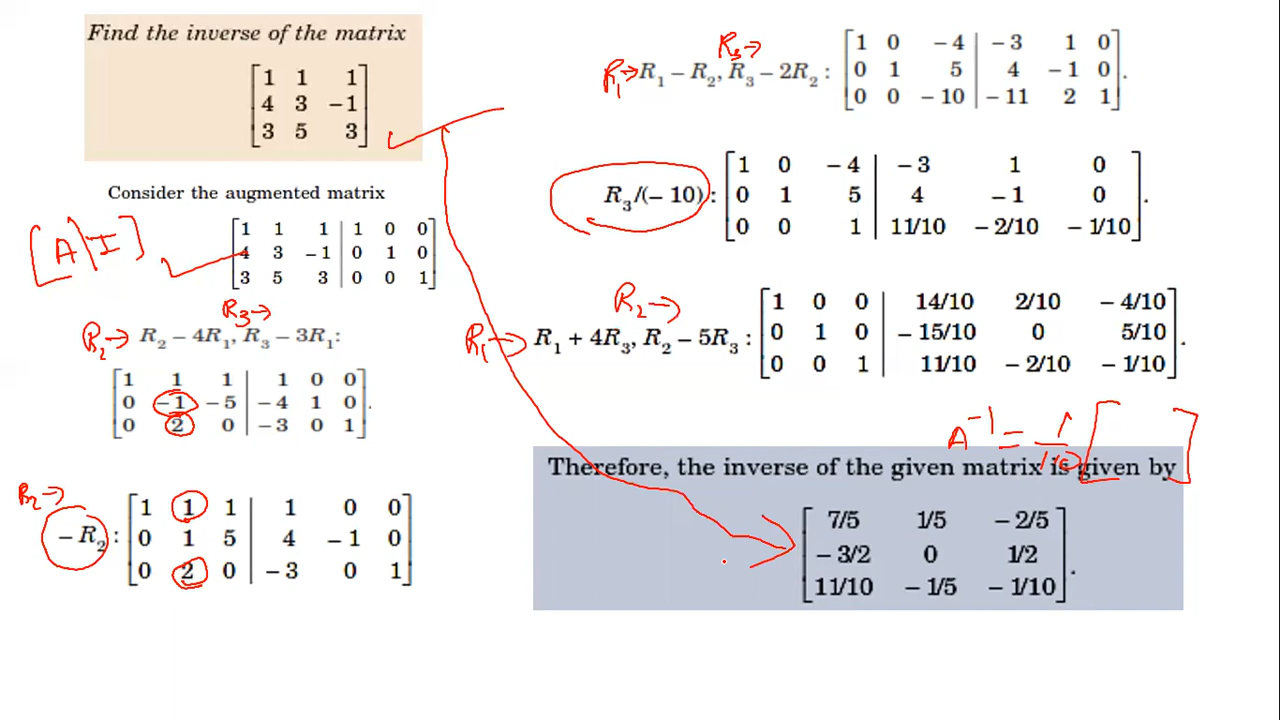 Find the inverse of the matrix
[1 1 1]
[4 3 −1]
[3 5 3]
Consider the augmented matrix
[A|I]
[1 1 1 | 1 0 0]
[4 3 −1 | 0 1 0]
[3 5 3 | 0 0 1]
R3→
R2→ R2 − 4R1, R3 − 3R1:
[1 1 1 | 1 0 0]
[0 −1 −5 | −4 1 0]
[0 2 0 | −3 0 1].
R2→
−R2:
[1 1 1 | 1 0 0]
[0 1 5 | 4 −1 0]
[0 2 0 | −3 0 1]
R3→
R1→ R1 − R2, R3 − 2R2:
[1 0 −4 | −3 1 0]
[0 1 5 | 4 −1 0]
[0 0 −10 | −11 2 1].
R3/(−10):
[1 0 −4 | −3 1 0]
[0 1 5 | 4 −1 0]
[0 0 1 | 11/10 −2/10 −1/10].
R2→
R1→ R1 + 4R3, R2 − 5R3:
[1 0 0 | 14/10 2/10 −4/10]
[0 1 0 | −15/10 0 5/10]
[0 0 1 | 11/10 −2/10 −1/10].
A−1 = 1/10 [ ]
Therefore, the inverse of the given matrix is given by
[7/5 1/5 −2/5]
[−3/2 0 1/2]
[11/10 −1/5 −1/10].